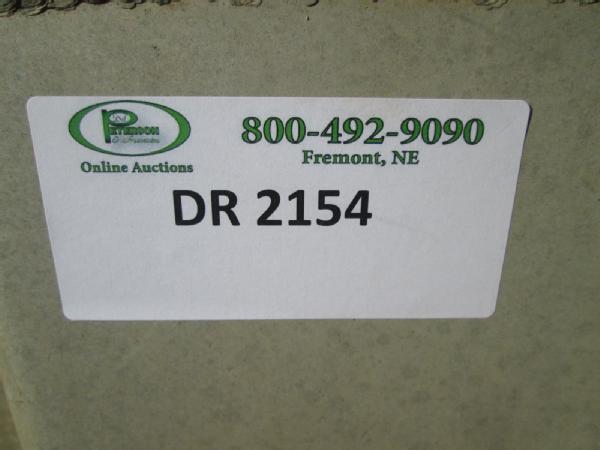 PETERSON
Online Auctions
800-492-9090
Fremont, NE
DR 2154